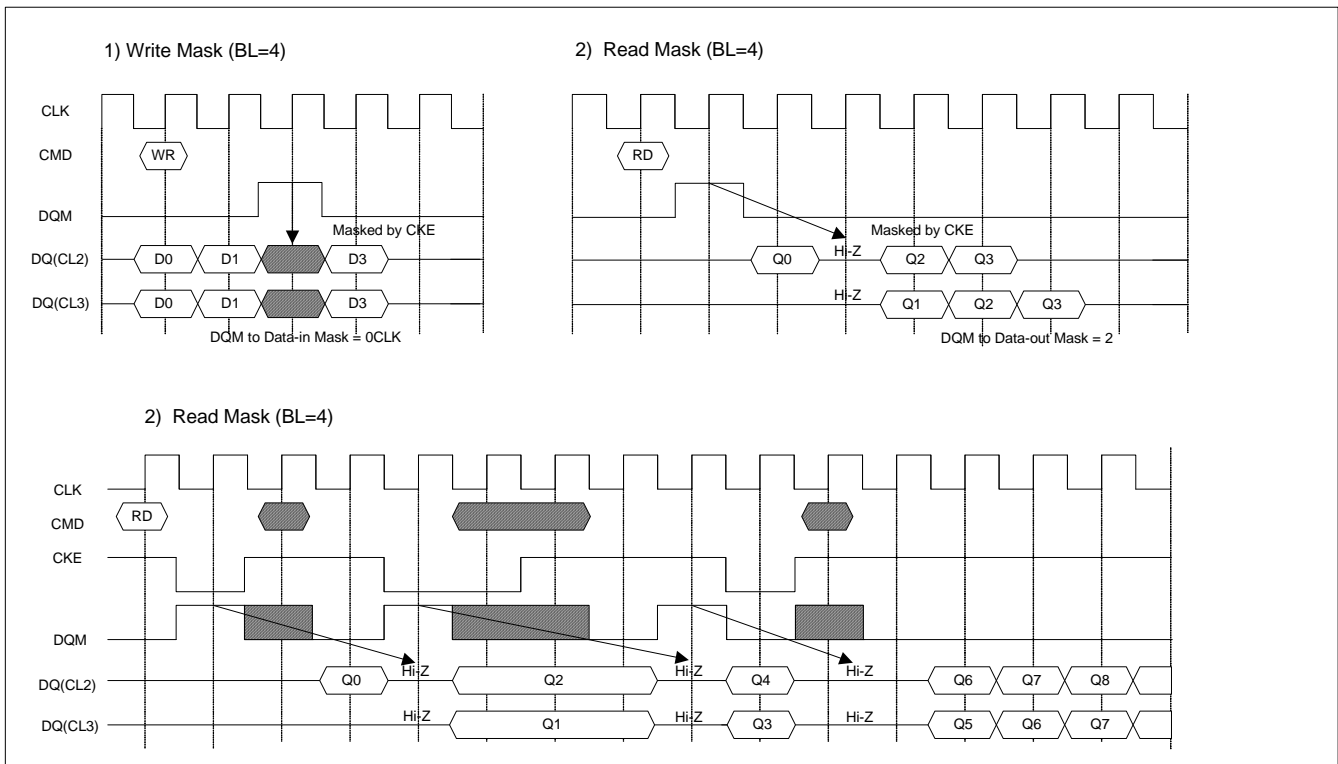 1) Write Mask (BL=4)
CLK
CMD WR
DQM
Masked by CKE
DQ(CL2) D0 D1 D3
DQ(CL3) D0 D1 D3
DQM to Data-in Mask = 0CLK
2) Read Mask (BL=4)
RD
Masked by CKE
Q0 Hi-Z Q2 Q3
Hi-Z Q1 Q2 Q3
DQM to Data-out Mask = 2
2) Read Mask (BL=4)
CLK
CMD RD
CKE
DQM
DQ(CL2) Q0 Hi-Z Q2 Hi-Z Q4 Hi-Z Q6 Q7 Q8
DQ(CL3) Hi-Z Q1 Hi-Z Q3 Hi-Z Q5 Q6 Q7